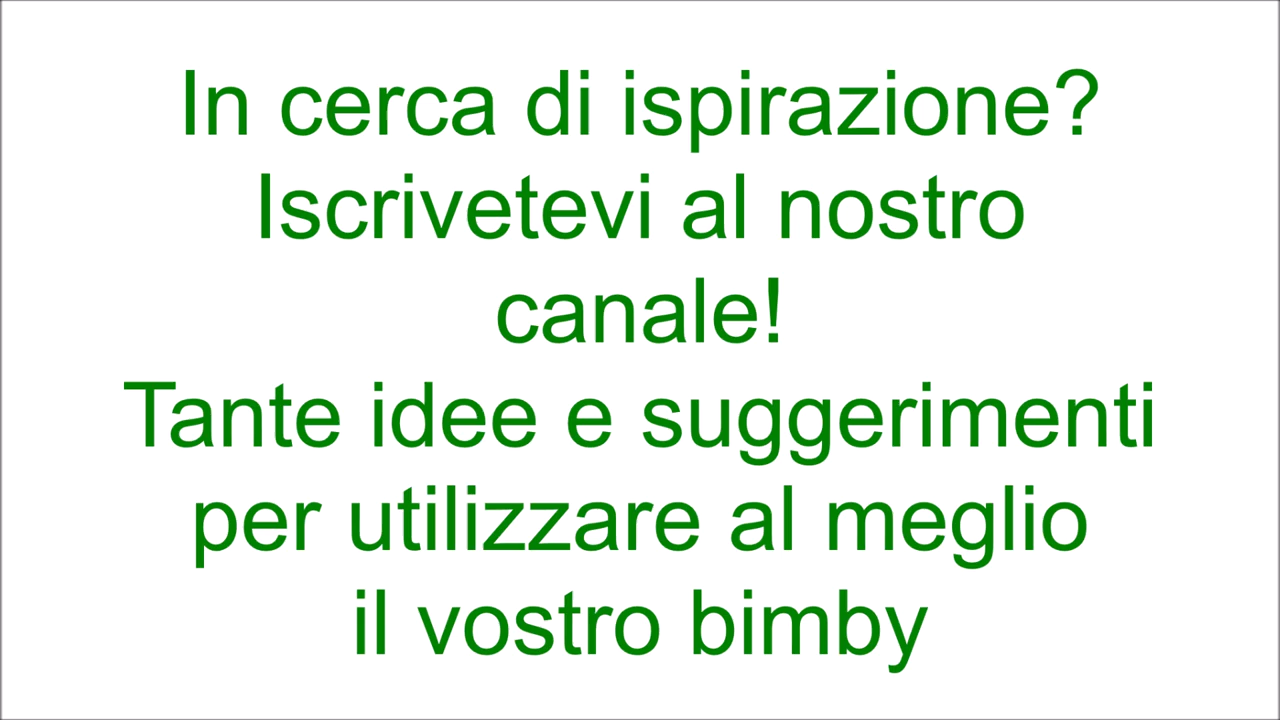 In cerca di ispirazione?
Iscrivetevi al nostro
canale!
Tante idee e suggerimenti
per utilizzare al meglio
il vostro bimby